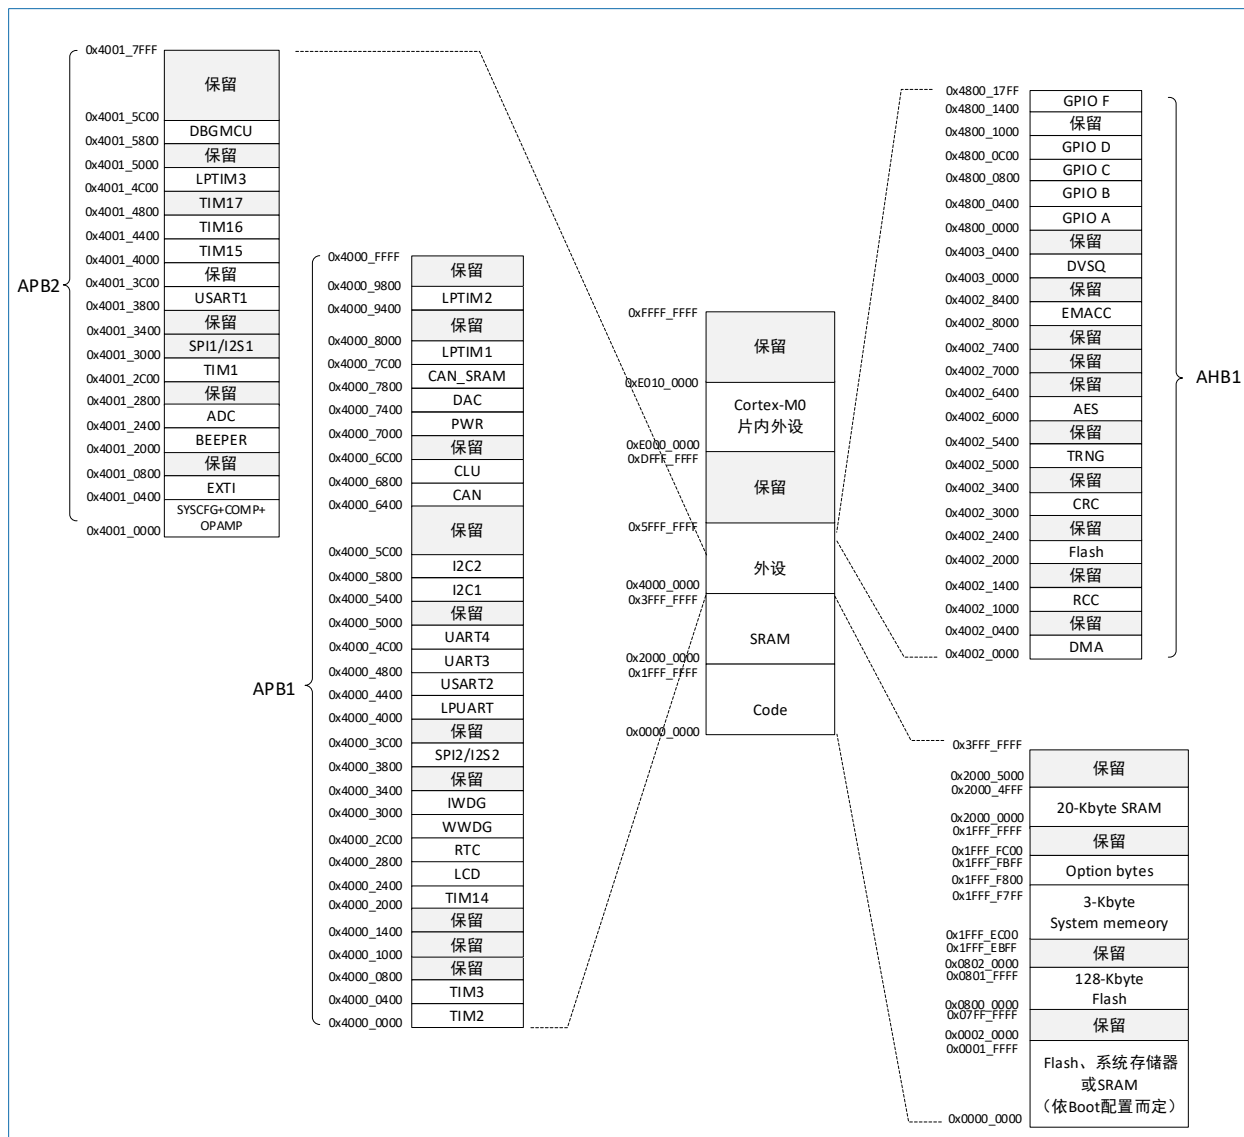 0x4001_7FFF
保留
0x4001_5C00
DBGMCU
0x4001_5800
保留
0x4001_5000
LPTIM3
0x4001_4C00
TIM17
0x4001_4800
TIM16
0x4001_4400
TIM15
0x4001_4000
保留
0x4001_3C00
USART1
0x4001_3800
保留
0x4001_3400
SPI1/I2S1
0x4001_3000
TIM1
0x4001_2C00
保留
0x4001_2800
ADC
0x4001_2400
BEEPER
0x4001_2000
保留
0x4001_0800
EXTI
0x4001_0400
SYSCFG+COMP+
OPAMP
0x4001_0000
APB2
0x4000_FFFF
保留
0x4000_9800
LPTIM2
0x4000_9400
保留
0x4000_8000
LPTIM1
0x4000_7C00
CAN_SRAM
0x4000_7800
DAC
0x4000_7400
PWR
0x4000_7000
保留
0x4000_6C00
CLU
0x4000_6800
CAN
0x4000_6400
保留
0x4000_5C00
I2C2
0x4000_5800
I2C1
0x4000_5400
保留
0x4000_5000
UART4
0x4000_4C00
UART3
0x4000_4800
USART2
0x4000_4400
LPUART
0x4000_4000
保留
0x4000_3C00
SPI2/I2S2
0x4000_3800
保留
0x4000_3400
IWDG
0x4000_3000
WWDG
0x4000_2C00
RTC
0x4000_2800
LCD
0x4000_2400
TIM14
0x4000_2000
保留
0x4000_1400
保留
0x4000_1000
保留
0x4000_0800
TIM3
0x4000_0400
TIM2
0x4000_0000
APB1
0xFFFF_FFFF
保留
0xE010_0000
Cortex-M0
片内外设
0xE000_0000
0xDFFF_FFFF
保留
0x5FFF_FFFF
外设
0x4000_0000
0x3FFF_FFFF
SRAM
0x2000_0000
0x1FFF_FFFF
Code
0x0000_0000
0x4800_17FF
GPIO F
0x4800_1400
保留
0x4800_1000
GPIO D
0x4800_0C00
GPIO C
0x4800_0800
GPIO B
0x4800_0400
GPIO A
0x4800_0000
保留
0x4003_0400
DVSQ
0x4003_0000
保留
0x4002_8400
EMACC
0x4002_8000
保留
0x4002_7400
保留
0x4002_7000
保留
0x4002_6400
AES
0x4002_6000
保留
0x4002_5400
TRNG
0x4002_5000
保留
0x4002_3400
CRC
0x4002_3000
保留
0x4002_2400
Flash
0x4002_2000
保留
0x4002_1400
RCC
0x4002_1000
保留
0x4002_0400
DMA
0x4002_0000
AHB1
0x3FFF_FFFF
保留
0x2000_5000
0x2000_4FFF
20-Kbyte SRAM
0x2000_0000
0x1FFF_FFFF
保留
0x1FFF_FC00
0x1FFF_FBFF
Option bytes
0x1FFF_F800
0x1FFF_F7FF
3-Kbyte
System memeory
0x1FFF_EC00
0x1FFF_EBFF
保留
0x0802_0000
0x0801_FFFF
128-Kbyte
Flash
0x0800_0000
0x07FF_FFFF
保留
0x0002_0000
0x0001_FFFF
Flash、系统存储器
或SRAM
（依Boot配置而定）
0x0000_0000